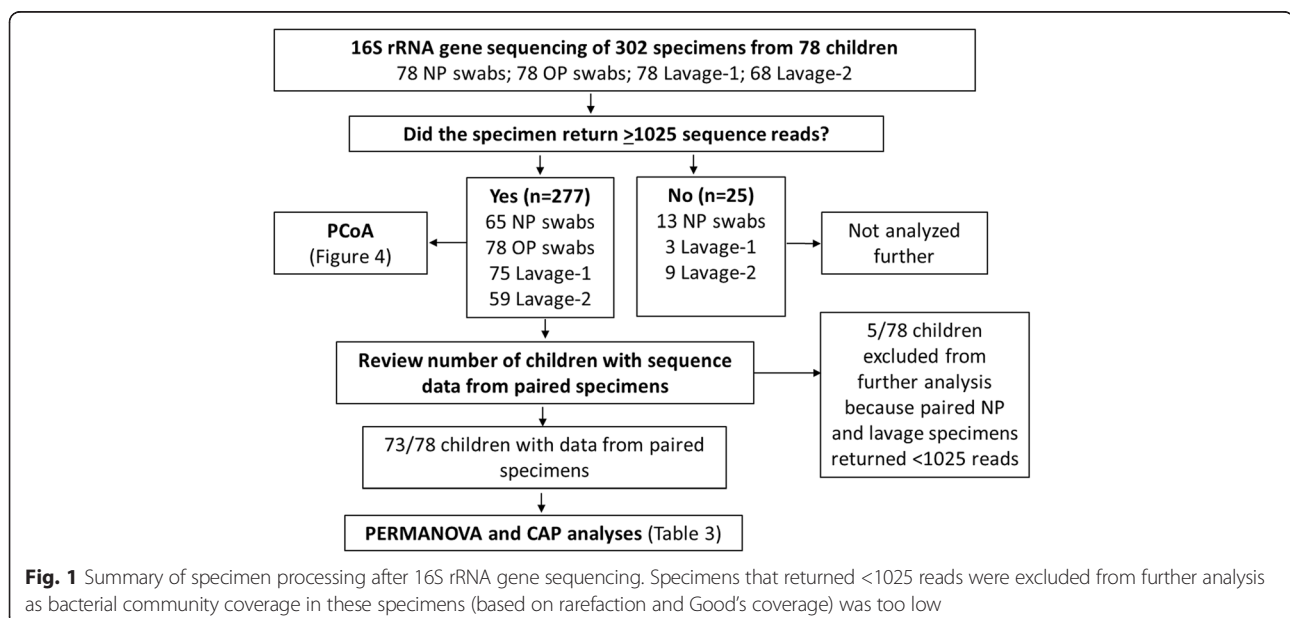 16S rRNA gene sequencing of 302 specimens from 78 children
78 NP swabs; 78 OP swabs; 78 Lavage-1; 68 Lavage-2
Did the specimen return ≥1025 sequence reads?
Yes (n=277)
65 NP swabs
78 OP swabs
75 Lavage-1
59 Lavage-2
No (n=25)
13 NP swabs
3 Lavage-1
9 Lavage-2
PCoA
(Figure 4)
Not analyzed
further
Review number of children with sequence
data from paired specimens
5/78 children
excluded from
further analysis
because paired NP
and lavage specimens
returned <1025 reads
73/78 children with data from paired
specimens
PERMANOVA and CAP analyses (Table 3)
Fig. 1 Summary of specimen processing after 16S rRNA gene sequencing. Specimens that returned <1025 reads were excluded from further analysis
as bacterial community coverage in these specimens (based on rarefaction and Good's coverage) was too low